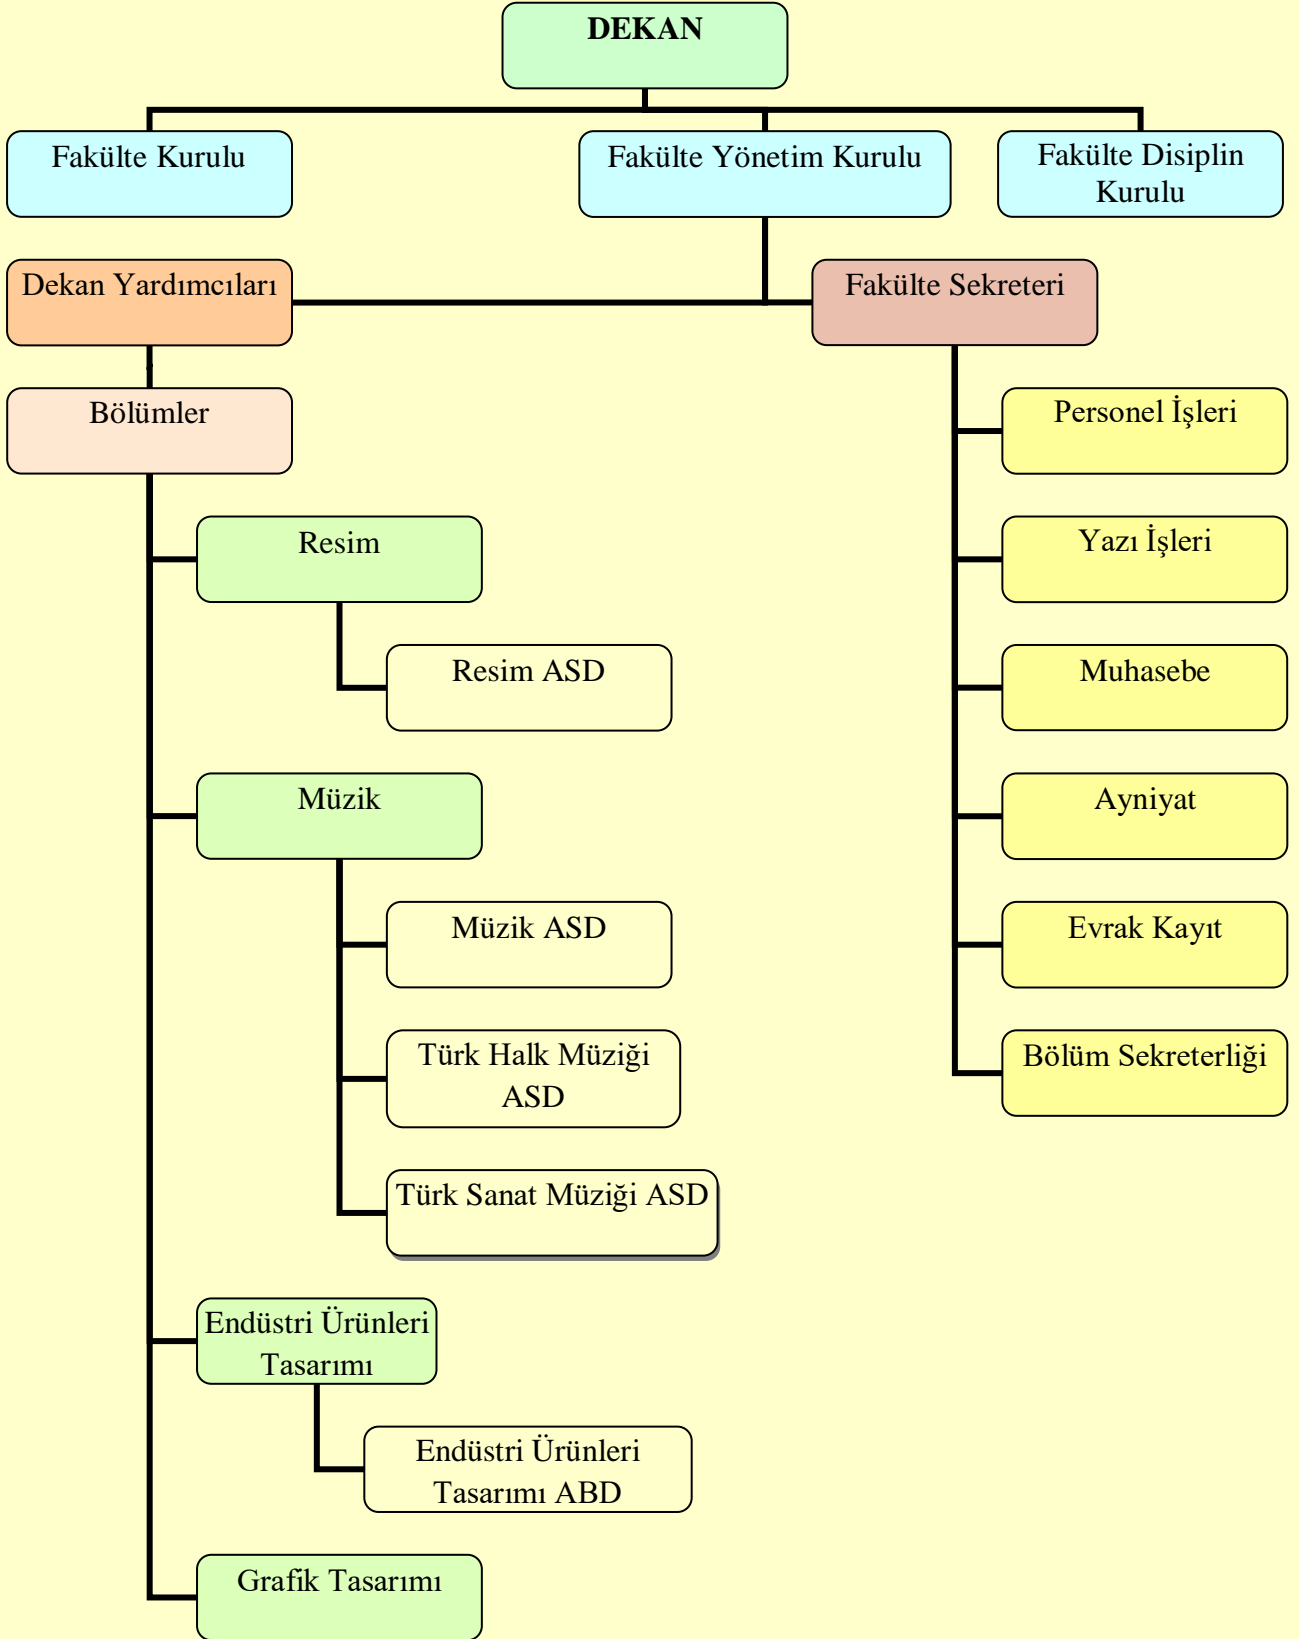 DEKAN
Fakülte Kurulu
Fakülte Yönetim Kurulu
Fakülte Disiplin
Kurulu
Dekan Yardımcıları
Fakülte Sekreteri
Bölümler
Personel İşleri
Resim
Yazı İşleri
Resim ASD
Muhasebe
Müzik
Ayniyat
Müzik ASD
Evrak Kayıt
Türk Halk Müziği
ASD
Bölüm Sekreterliği
Türk Sanat Müziği ASD
Endüstri Ürünleri
Tasarımı
Endüstri Ürünleri
Tasarımı ABD
Grafik Tasarımı